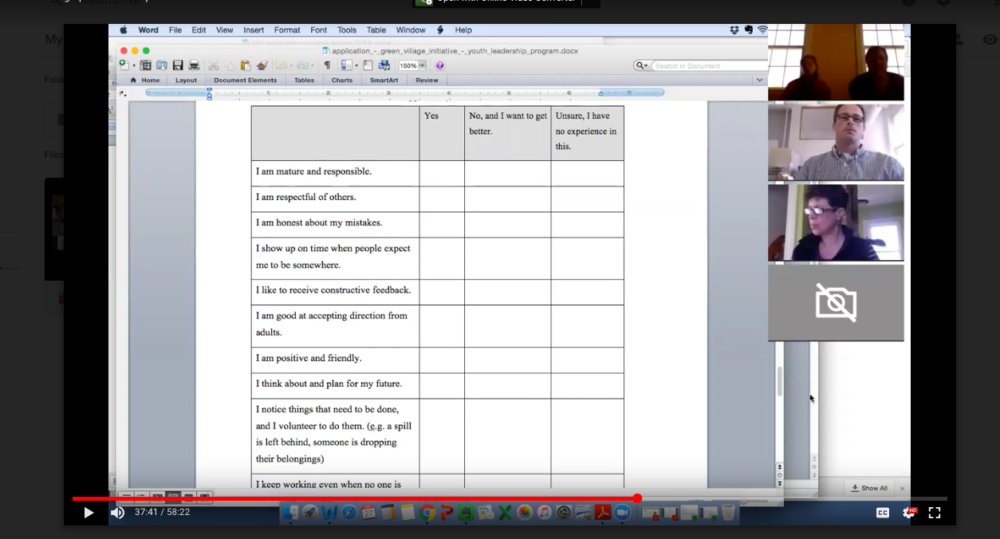 Word File Edit View Insert Format Font Tools Table Window Help
application_-_green_village_initiative_-_youth_leadership_program.docx
150%
Search in Document
Home Layout Document Elements Tables Charts SmartArt Review
My
Files
Yes
No, and I want to get
better.
Unsure, I have
no experience in
this.
I am mature and responsible.
I am respectful of others.
I am honest about my mistakes.
I show up on time when people expect
me to be somewhere.
I like to receive constructive feedback.
I am good at accepting direction from
adults.
I am positive and friendly.
I think about and plan for my future.
I notice things that need to be done,
and I volunteer to do them. (e.g. a spill
is left behind, someone is dropping
their belongings)
I keep working even when no one is
Show All
37:41 / 58:22
CC
HD